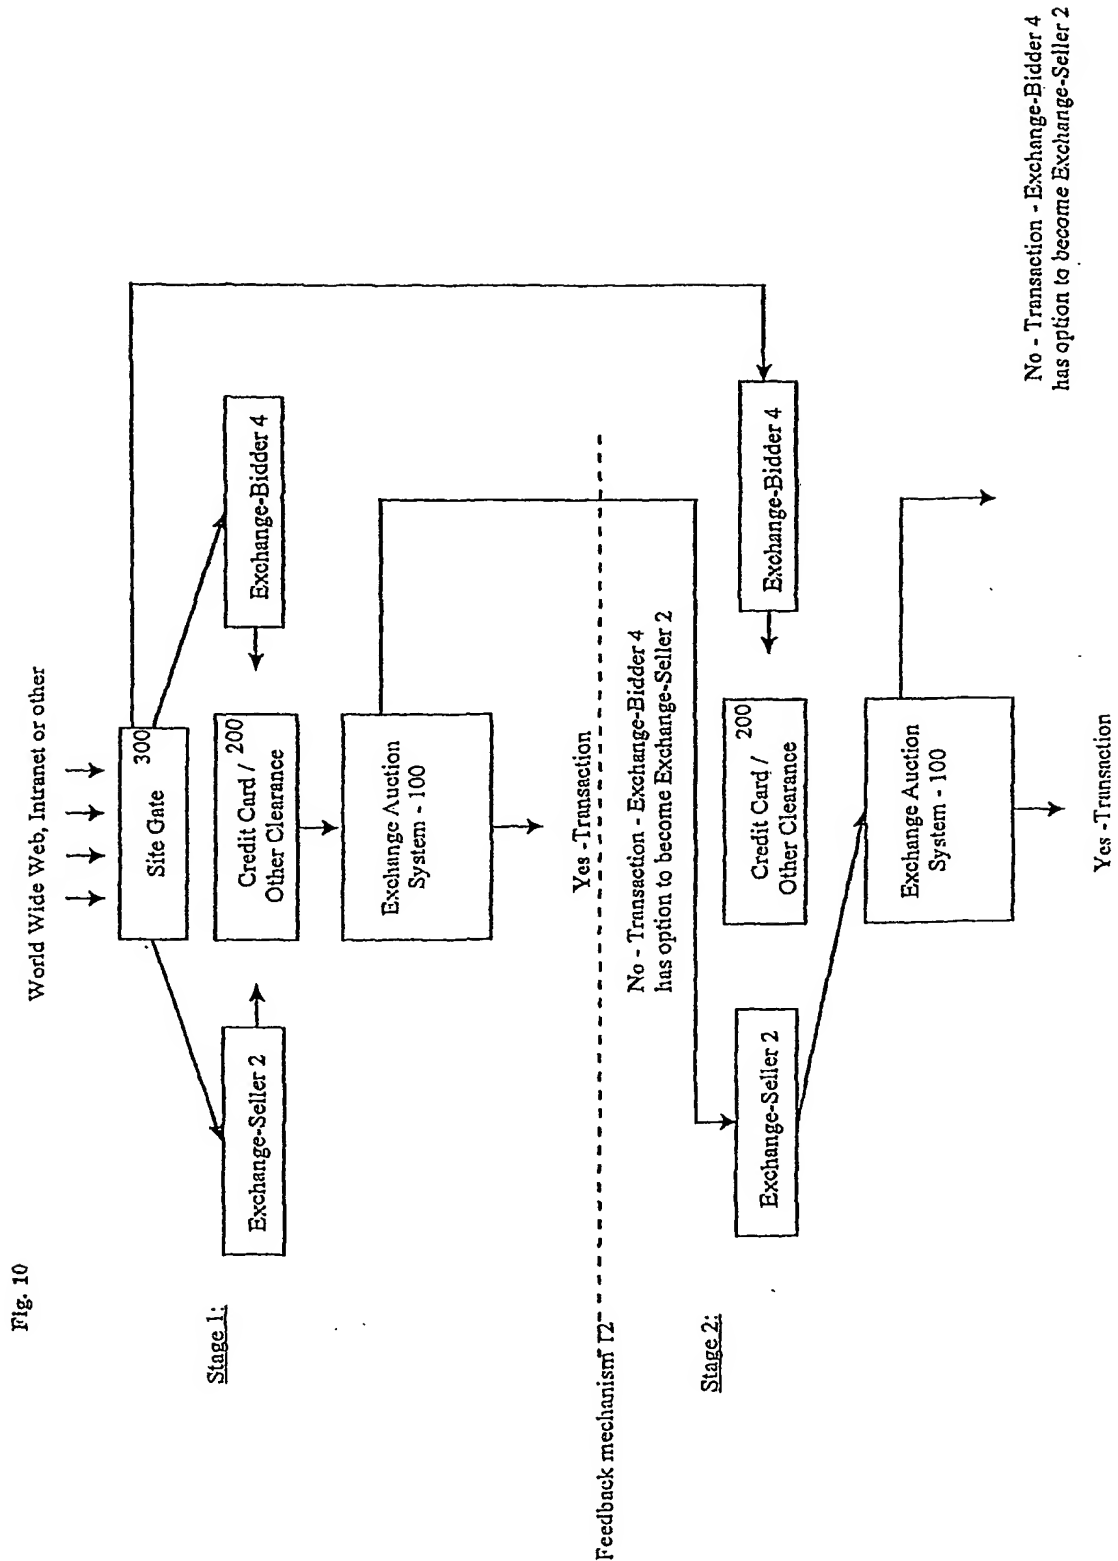 Fig. 10
World Wide Web, Intranet or other
Stage 1:
Site Gate
300
Exchange-Seller 2
Credit Card /
Other Clearance
200
Exchange-Bidder 4
Exchange Auction
System - 100
Yes -Transaction
Feedback mechanism 12
No - Transaction - Exchange-Bidder 4
has option to become Exchange-Seller 2
Stage 2:
Exchange-Seller 2
Credit Card /
Other Clearance
200
Exchange-Bidder 4
Exchange Auction
System - 100
Yes -Transaction
No - Transaction - Exchange-Bidder 4
has option to become Exchange-Seller 2